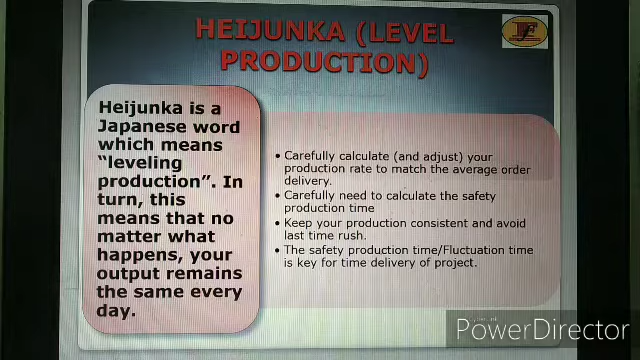 HEIJUNKA (LEVEL
PRODUCTION)
Heijunka is a
Japanese word
which means
“leveling
production”. In
turn, this
means that no
matter what
happens, your
output remains
the same every
day.
• Carefully calculate (and adjust) your
production rate to match the average order
delivery.
• Carefully need to calculate the safety
production time
• Keep your production consistent and avoid
last time rush.
• The safety production time/Fluctuation time
is key for time delivery of project.
PowerDirector